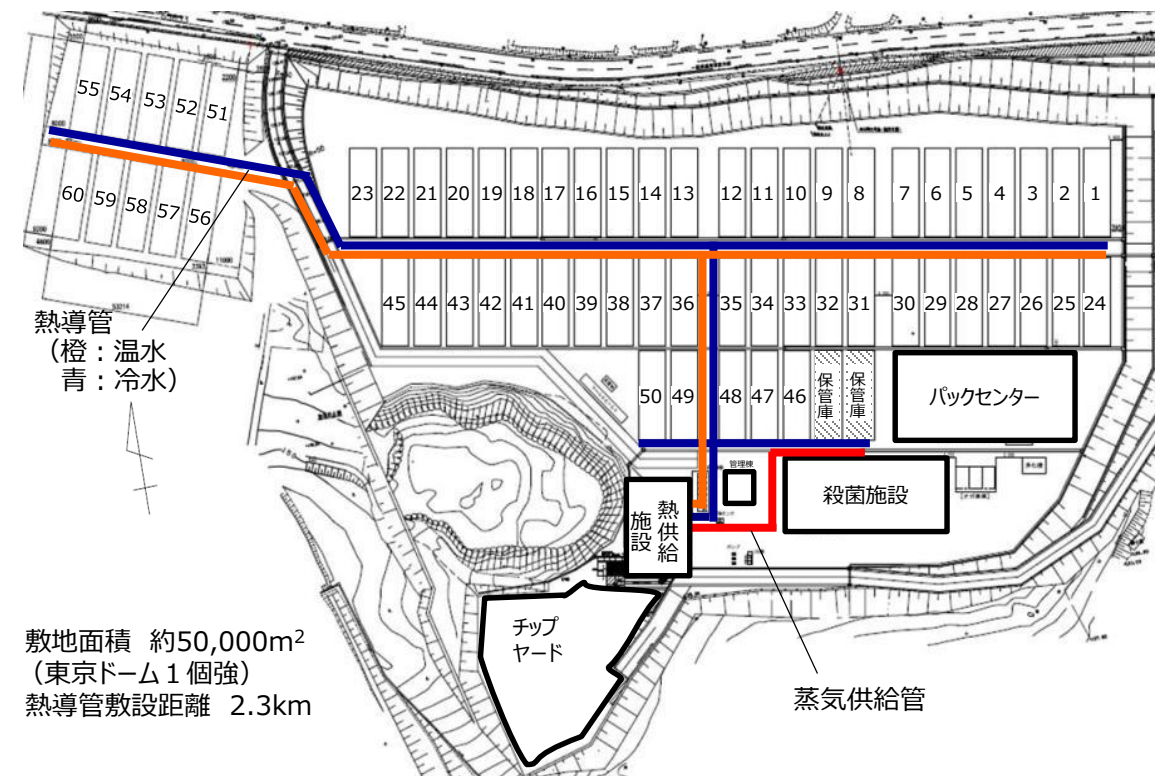 55 54 53 52 51
60 59 58 57 56
23 22 21 20 19 18 17 16 15 14 13 12 11 10 9 8 7 6 5 4 3 2 1
45 44 43 42 41 40 39 38 37 36 35 34 33 32 31 30 29 28 27 26 25 24
50 49 48 47 46
保管庫
保管庫
パックセンター
熱導管
（橙：温水
青：冷水）
管理棟
殺菌施設
熱供給
施設
チップ
ヤード
蒸気供給管
敷地面積 約50,000m²
（東京ドーム１個強）
熱導管敷設距離 2.3km